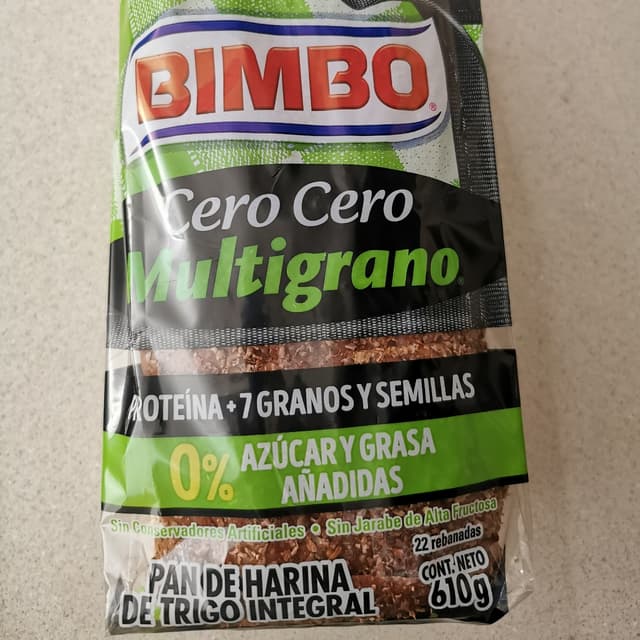 BIMBO®
Cero Cero
Multigrano
PROTEÍNA + 7 GRANOS Y SEMILLAS
0% AZÚCAR Y GRASA
AÑADIDAS
Sin Conservadores Artificiales • Sin Jarabe de Alta Fructosa
22 rebanadas
PAN DE HARINA
DE TRIGO INTEGRAL
CONT. NETO
610g